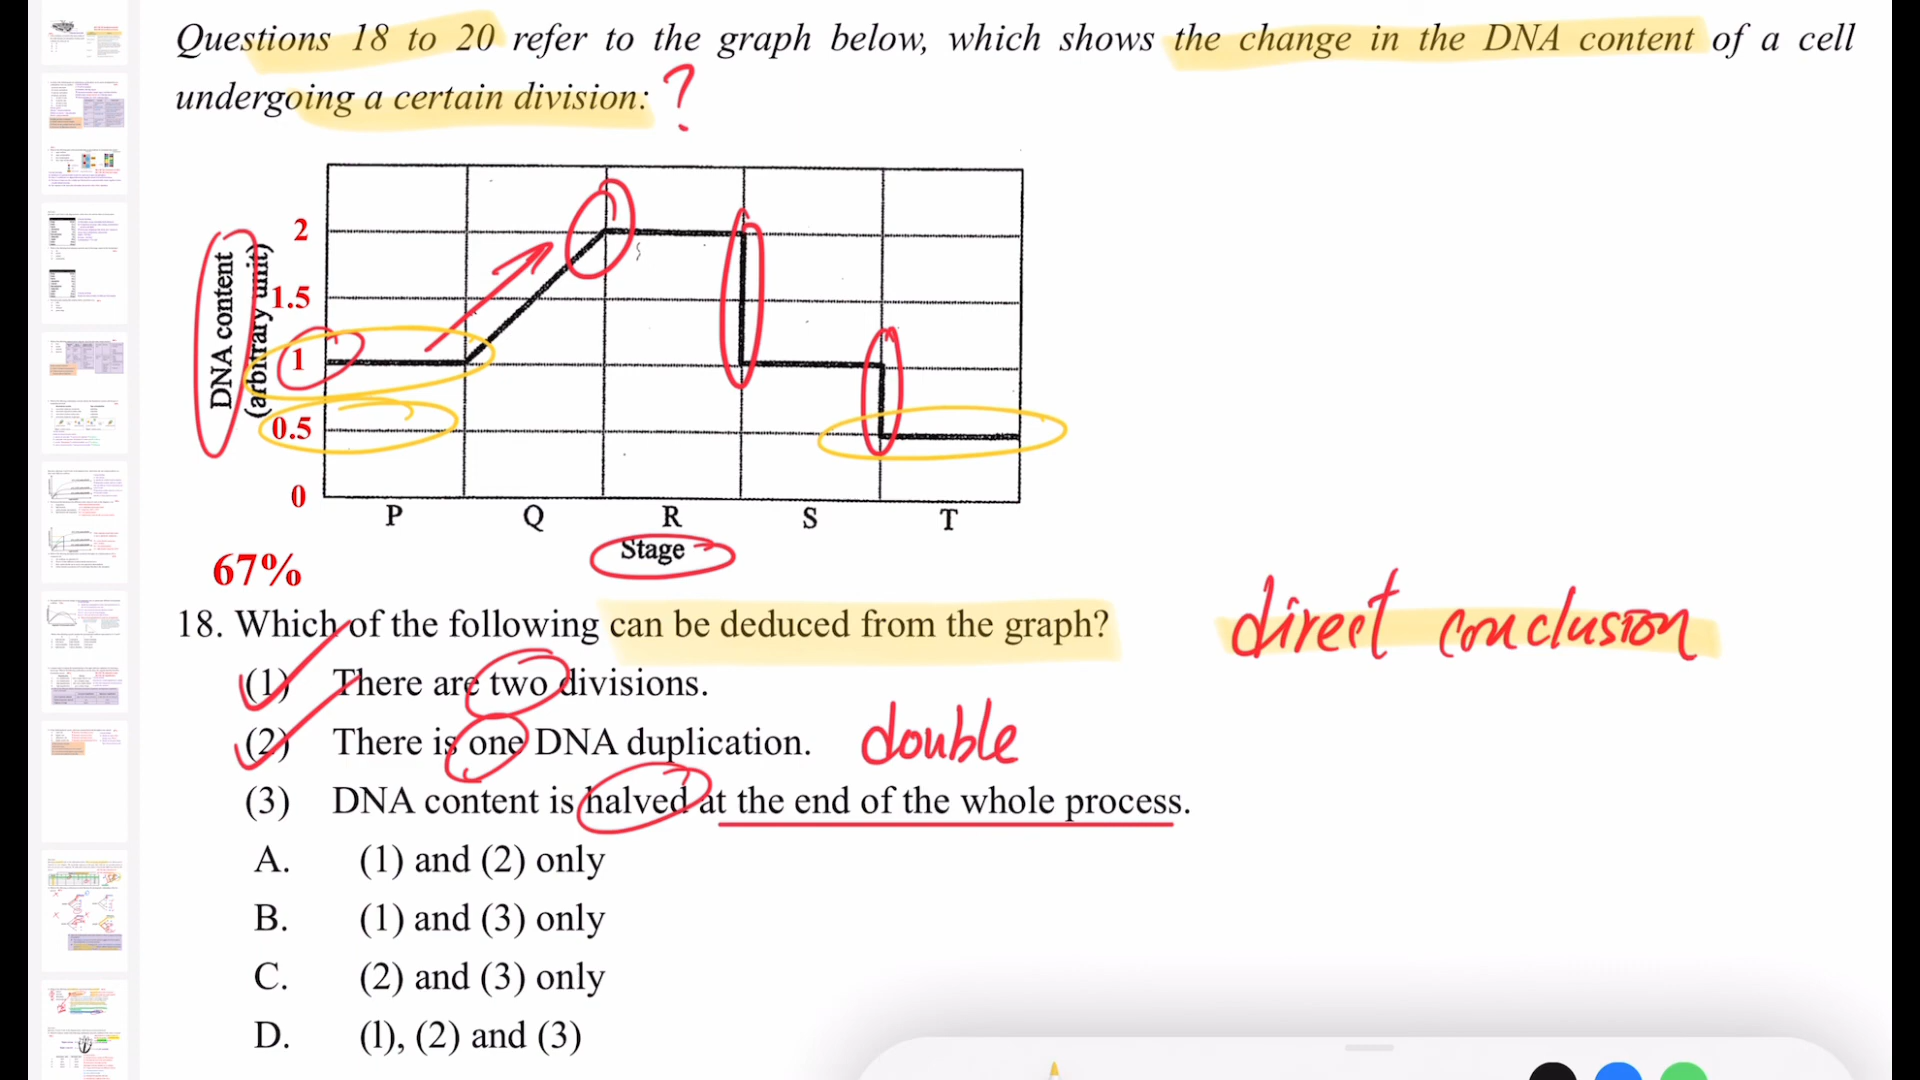 Questions 18 to 20 refer to the graph below, which shows the change in the DNA content of a cell
undergoing a certain division: ?
DNA content
(arbitrary unit)
2
1.5
1
0.5
0
P Q R S T
Stage
67%
18. Which of the following can be deduced from the graph?
direct conclusion
(1) There are two divisions.
(2) There is one DNA duplication. double
(3) DNA content is halved at the end of the whole process.
A. (1) and (2) only
B. (1) and (3) only
C. (2) and (3) only
D. (l), (2) and (3)